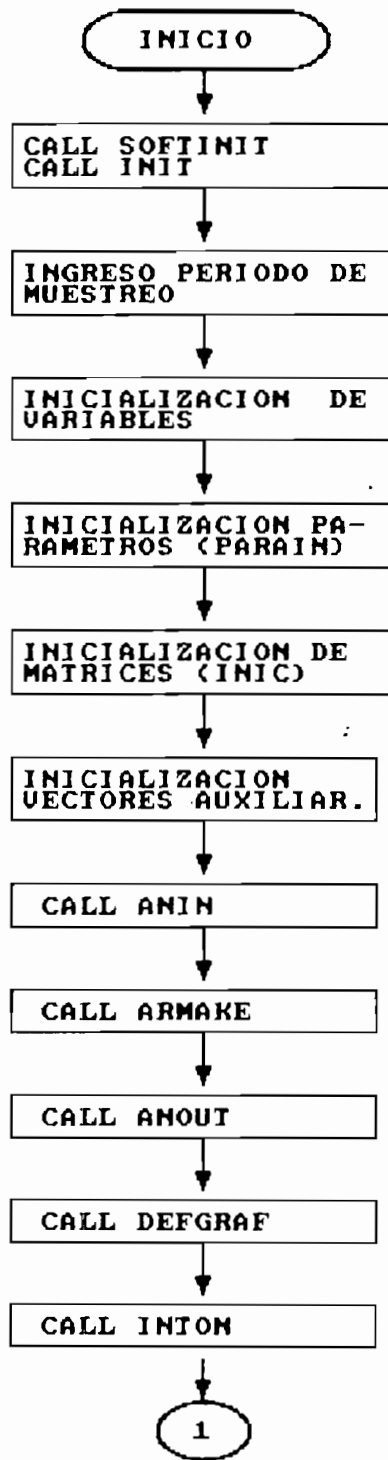 INICIO
CALL SOFTINIT
CALL INIT
INGRESO PERIODO DE
MUESTREO
INICIALIZACION DE
VARIABLES
INICIALIZACION PA-
RAMETROS (PARAIN)
INICIALIZACION DE
MATRICES (INIC)
INICIALIZACION
VECTORES AUXILIAR.
CALL ANIN
CALL ARMAKE
CALL ANOUT
CALL DEFGRAF
CALL INTON
1